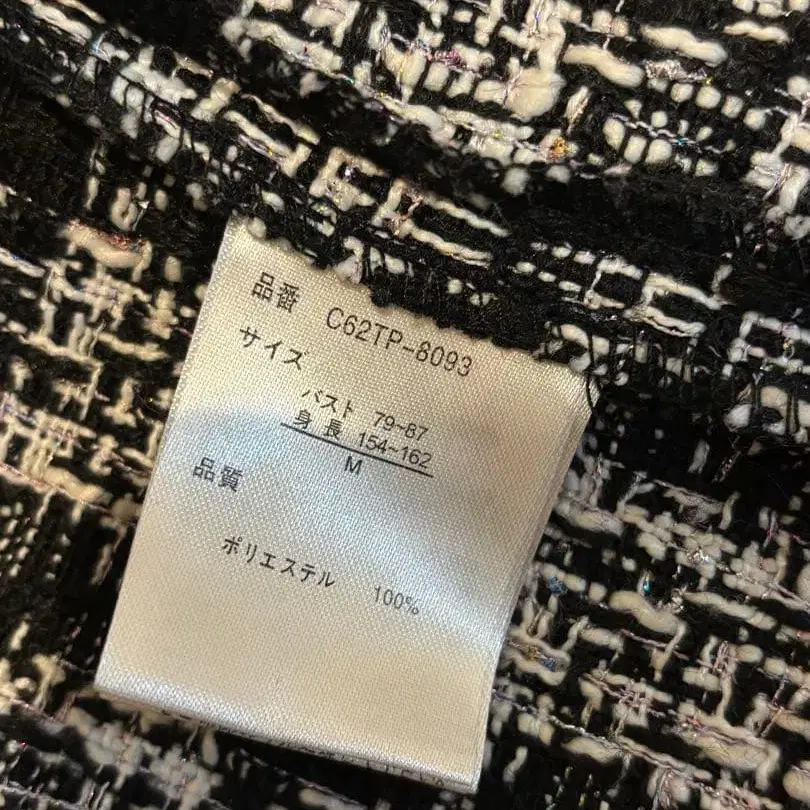 品番 C62TP-8093
サイズ
バスト 79~87
身長 154~162
M
品質
ポリエステル 100%